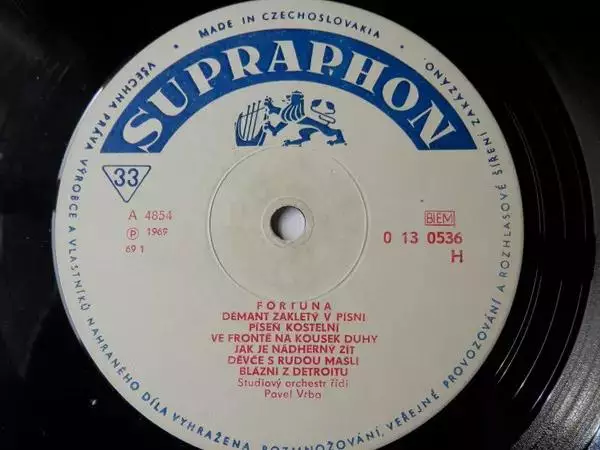 MADE IN CZECHOSLOVAKIA
SUPRAPHON
33
A 4854
Ⓟ 1969
69 1
BIEM
0 13 0536
H
FORTUNA
DÉMANT ZAKLETÝ V PÍSNI
PÍSEŇ KOSTELNÍ
VE FRONTĚ NA KOUSEK DUHY
JAK JE NÁDHERNÝ ŽÍT
DĚVČE S RUDOU MAŠLÍ
BLÁZNI Z DETROITU
Studiový orchestr řídí
Pavel Vrba
VŠECHNA PRÁVA VÝROBCE A VLASTNÍKŮ NAHRANÉHO DÍLA VYHRAŽENA. ROZMNOŽOVÁNÍ, VEŘEJNÉ PROVOZOVÁNÍ A ROZHLASOVÉ ŠÍŘENÍ ZAKÁZÁNO.